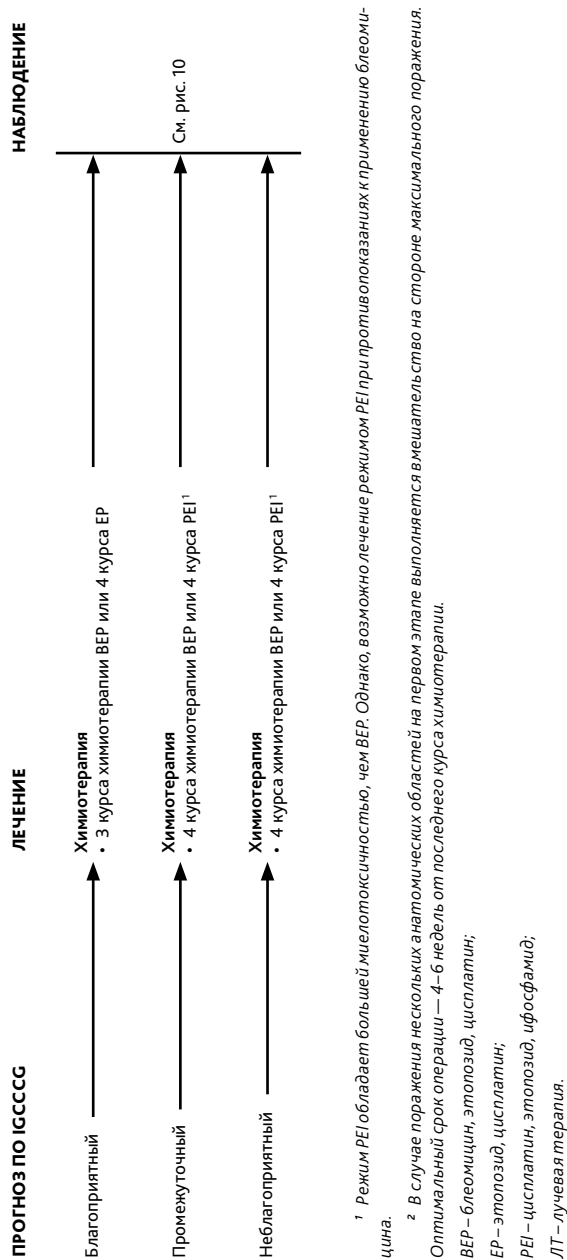 ПРОГНОЗ ПО IGCCCG
ЛЕЧЕНИЕ
НАБЛЮДЕНИЕ
Благоприятный
Химиотерапия
• 3 курса химиотерапии BEP или 4 курса EP
Промежуточный
Химиотерапия
• 4 курса химиотерапии BEP или 4 курса PEI¹
См. рис. 10
Неблагоприятный
Химиотерапия
• 4 курса химиотерапии BEP или 4 курса PEI¹
¹ Режим PEI обладает большей миелотоксичностью, чем BEP. Однако, возможно лечение режимом PEI при противопоказаниях к применению блеоми-
цина.
² В случае поражения нескольких анатомических областей на первом этапе выполняется вмешательство на стороне максимального поражения.
Оптимальный срок операции — 4–6 недель от последнего курса химиотерапии.
BEP – блеомицин, этопозид, цисплатин;
EP – этопозид, цисплатин;
PEI – цисплатин, этопозид, ифосфамид;
ЛТ – лучевая терапия.